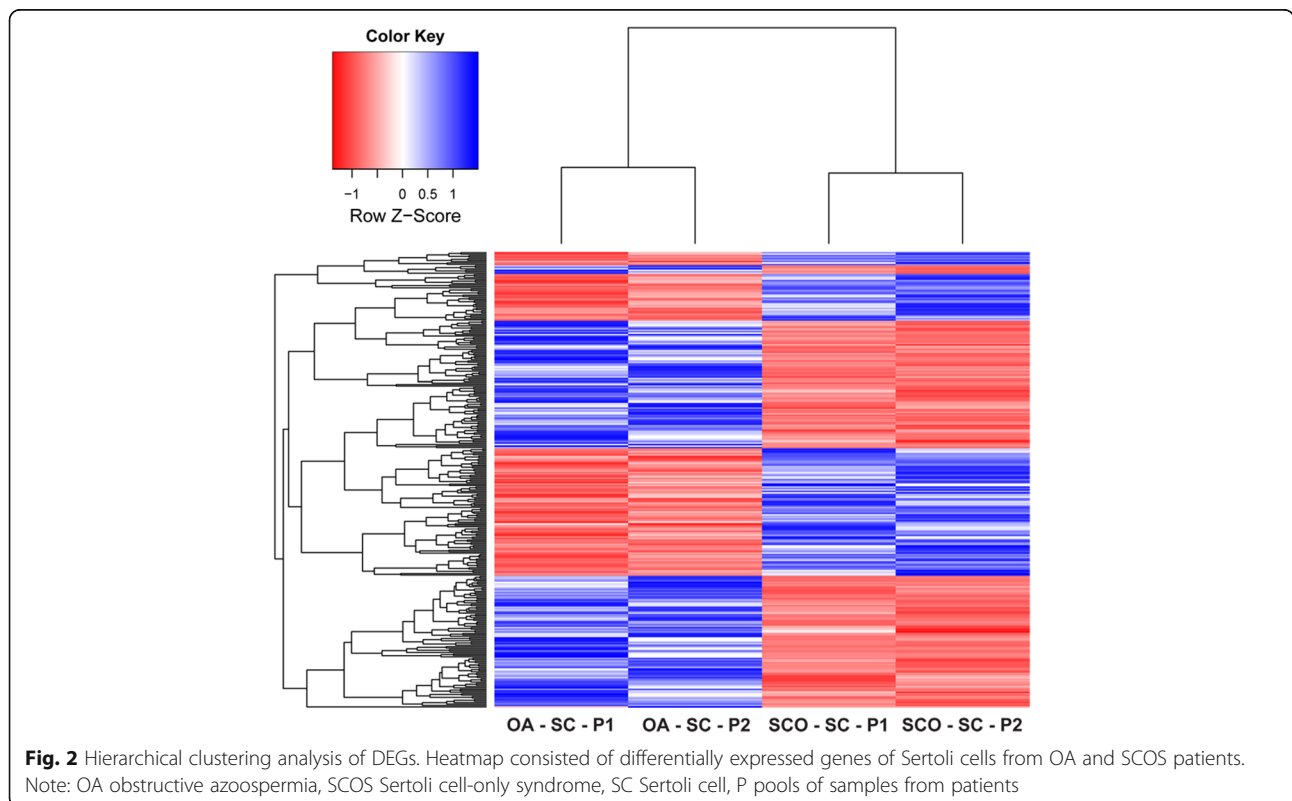 Color Key
−1 0 0.5 1
Row Z−Score
OA - SC - P1 OA - SC - P2 SCO - SC - P1 SCO - SC - P2
Fig. 2 Hierarchical clustering analysis of DEGs. Heatmap consisted of differentially expressed genes of Sertoli cells from OA and SCOS patients.
Note: OA obstructive azoospermia, SCOS Sertoli cell-only syndrome, SC Sertoli cell, P pools of samples from patients